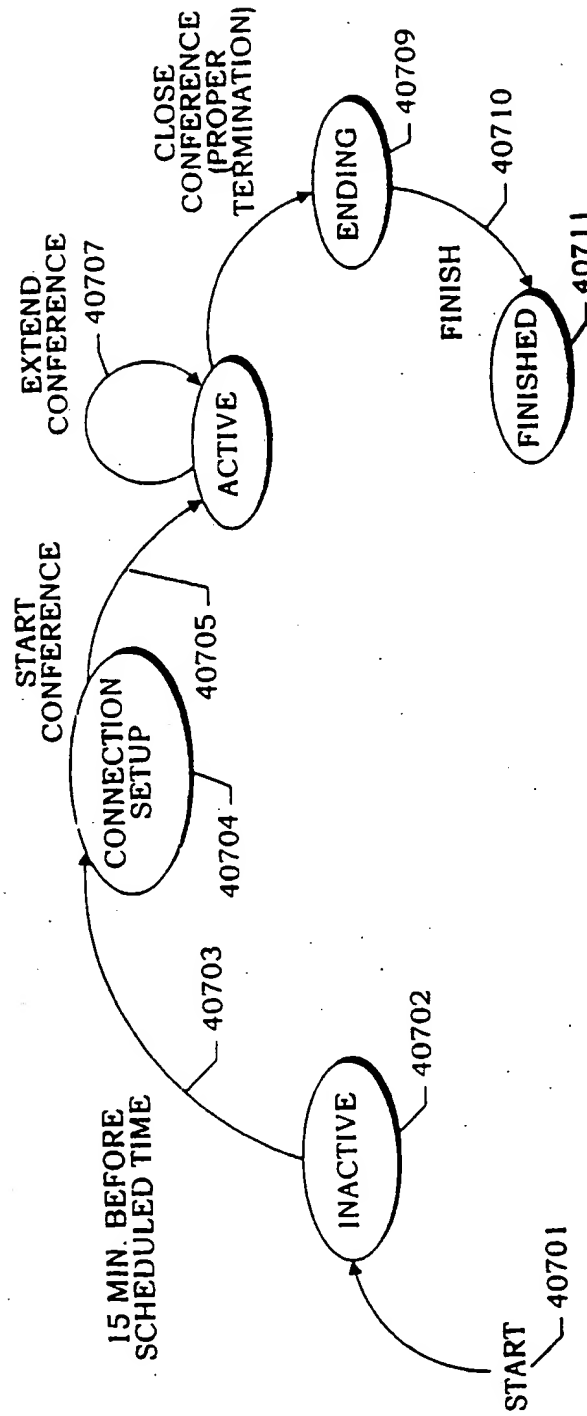 START
40701
INACTIVE
40702
15 MIN. BEFORE
SCHEDULED TIME
40703
CONNECTION
SETUP
40704
START
CONFERENCE
40705
ACTIVE
EXTEND
CONFERENCE
40707
CLOSE
CONFERENCE
(PROPER
TERMINATION)
ENDING
40709
40710
FINISH
FINISHED
40711